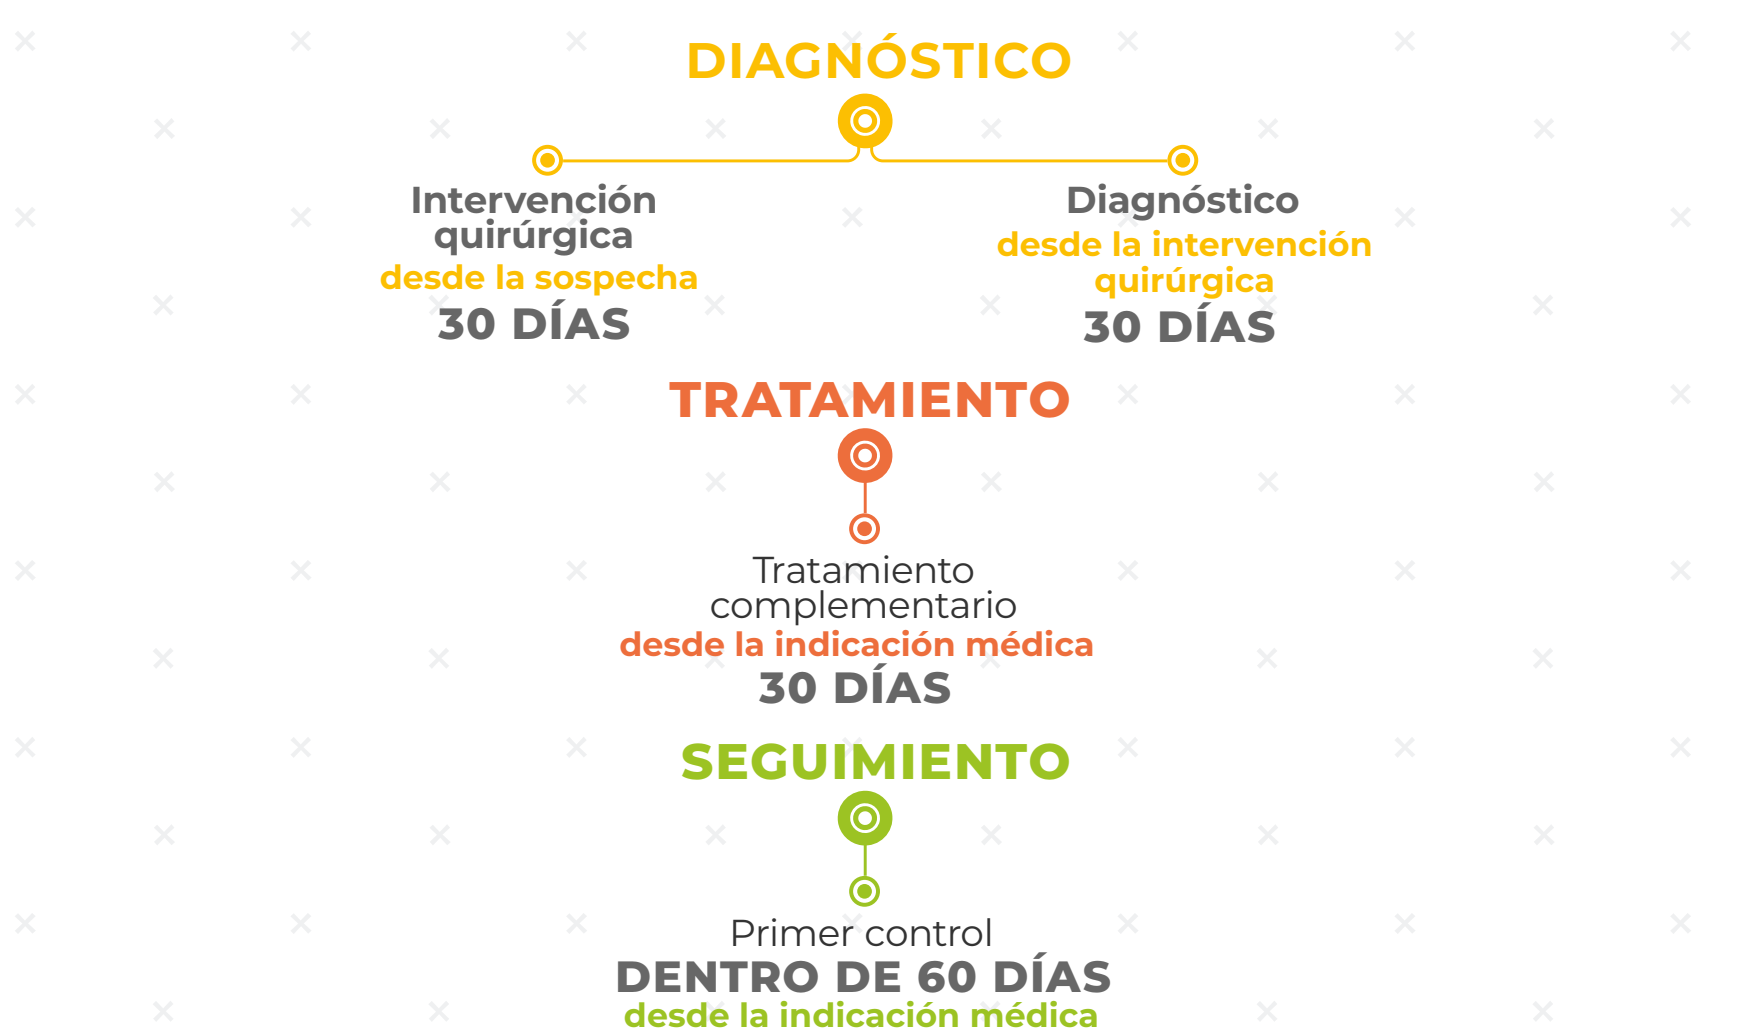 DIAGNÓSTICO
Intervención
quirúrgica
desde la sospecha
30 DÍAS
Diagnóstico
desde la intervención
quirúrgica
30 DÍAS
TRATAMIENTO
Tratamiento
complementario
desde la indicación médica
30 DÍAS
SEGUIMIENTO
Primer control
DENTRO DE 60 DÍAS
desde la indicación médica